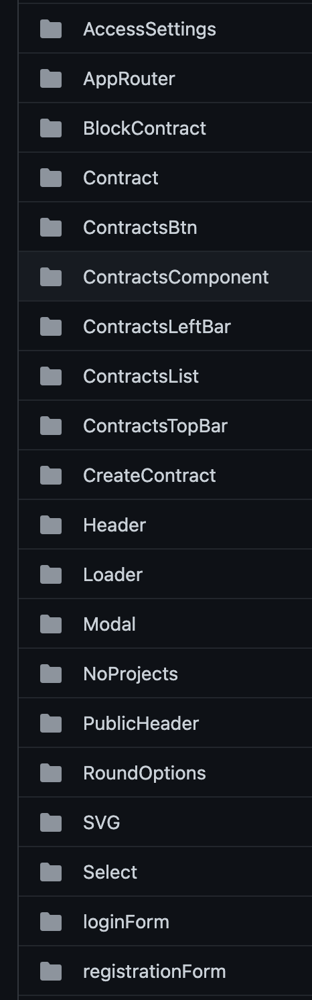 AccessSettings
AppRouter
BlockContract
Contract
ContractsBtn
ContractsComponent
ContractsLeftBar
ContractsList
ContractsTopBar
CreateContract
Header
Loader
Modal
NoProjects
PublicHeader
RoundOptions
SVG
Select
loginForm
registrationForm